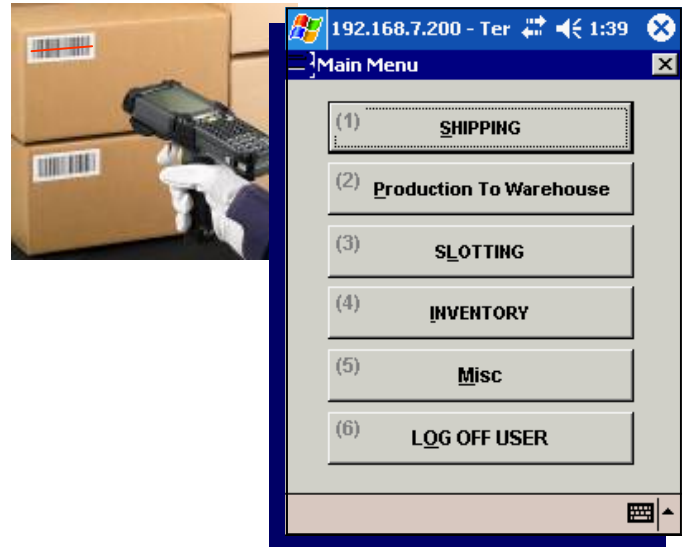 192.168.7.200 - Ter 1:39
Main Menu
(1) SHIPPING
(2) Production To Warehouse
(3) SLOTTING
(4) INVENTORY
(5) Misc
(6) LOG OFF USER